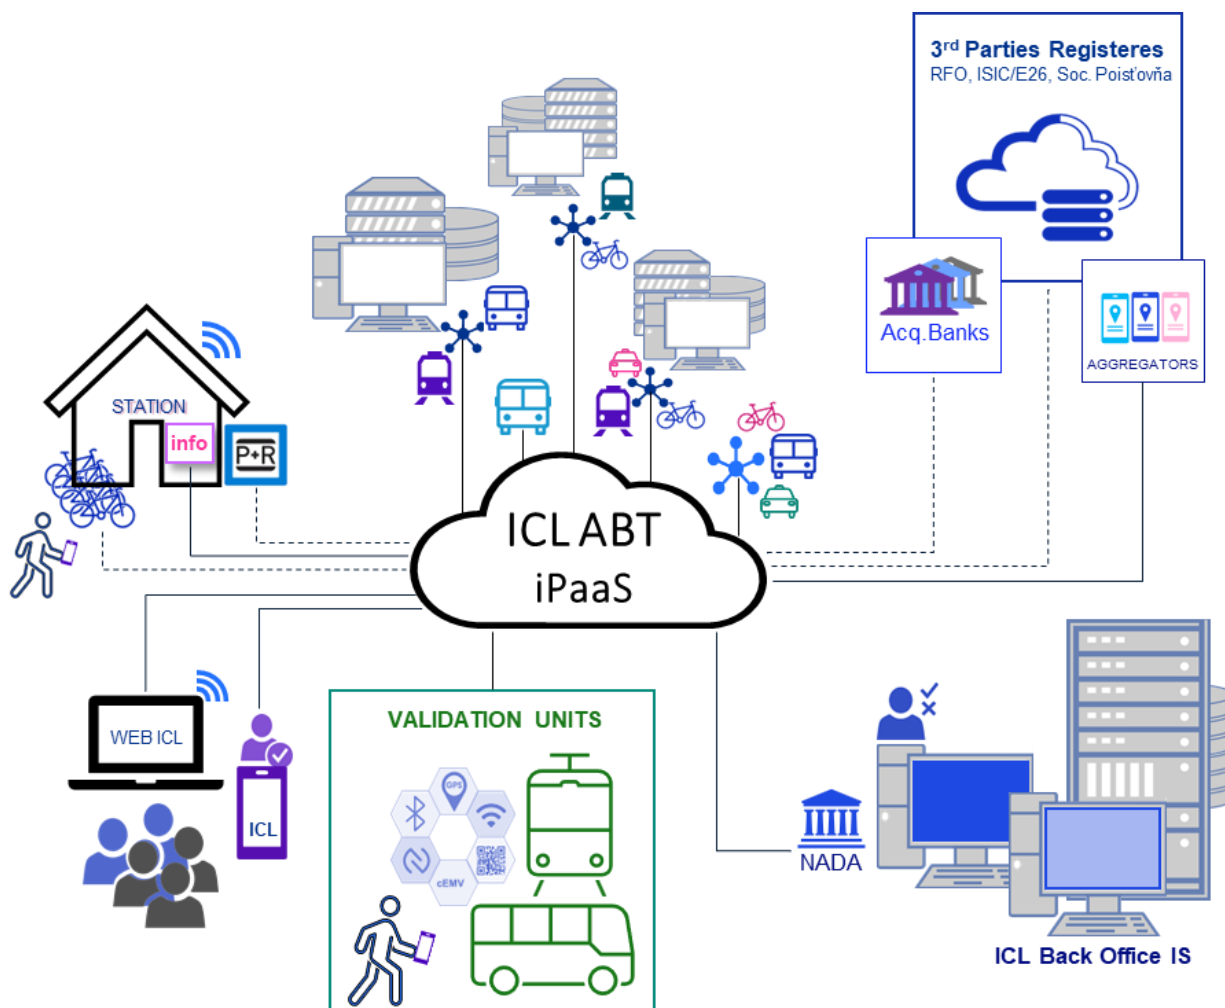 3rd Parties Registeres
RFO, ISIC/E26, Soc. Poisťovňa
Acq.Banks
AGGREGATORS
STATION
info
P+R
ICL ABT
iPaaS
WEB ICL
ICL
VALIDATION UNITS
GPS
cEMV
NADA
ICL Back Office IS